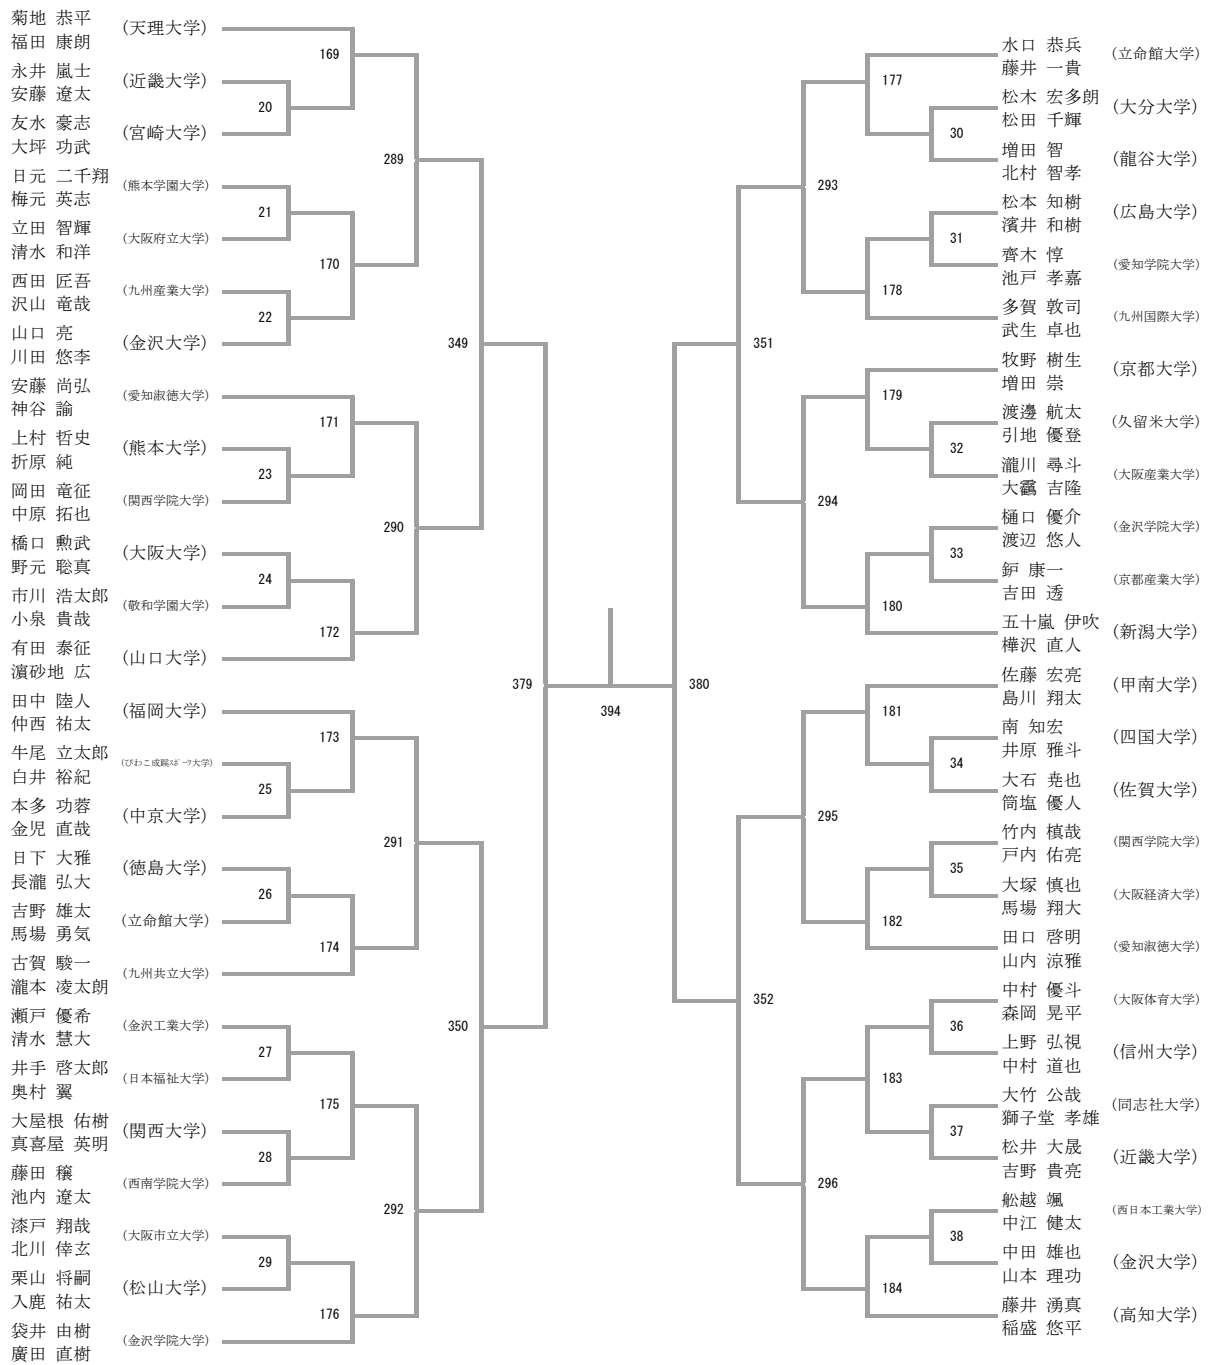 菊地 恭平
福田 康朗
(天理大学)
169
永井 嵐士
安藤 遼太
(近畿大学)
20
友水 豪志
大坪 功武
(宮崎大学)
289
日元 二千翔
梅元 英志
(熊本学園大学)
21
立田 智輝
清水 和洋
(大阪府立大学)
170
西田 匠吾
沢山 竜哉
(九州産業大学)
22
山口 亮
川田 悠李
(金沢大学)
349
安藤 尚弘
神谷 諭
(愛知淑徳大学)
171
上村 哲史
折原 純
(熊本大学)
23
岡田 竜征
中原 拓也
(関西学院大学)
290
橋口 勲武
野元 聡真
(大阪大学)
24
市川 浩太郎
小泉 貴哉
(敬和学園大学)
172
有田 泰征
濵砂地 広
(山口大学)
379
田中 陸人
仲西 祐太
(福岡大学)
173
牛尾 立太郎
白井 裕紀
(びわこ成蹊ｽﾎﾟｰﾂ大学)
25
本多 功蓉
金児 直哉
(中京大学)
291
日下 大雅
長瀧 弘大
(徳島大学)
26
吉野 雄太
馬場 勇気
(立命館大学)
174
古賀 駿一
瀧本 凌太朗
(九州共立大学)
350
瀬戸 優希
清水 慧大
(金沢工業大学)
27
井手 啓太郎
奥村 翼
(日本福祉大学)
175
大屋根 佑樹
真喜屋 英明
(関西大学)
28
藤田 穣
池内 遼太
(西南学院大学)
292
漆戸 翔哉
北川 倖玄
(大阪市立大学)
29
栗山 将嗣
入鹿 祐太
(松山大学)
176
袋井 由樹
廣田 直樹
(金沢学院大学)
394
水口 恭兵
藤井 一貴
(立命館大学)
177
松木 宏多朗
松田 千輝
(大分大学)
30
増田 智
北村 智孝
(龍谷大学)
293
松本 知樹
濱井 和樹
(広島大学)
31
齊木 惇
池戸 孝嘉
(愛知学院大学)
178
多賀 敦司
武生 卓也
(九州国際大学)
351
牧野 樹生
増田 崇
(京都大学)
179
渡邊 航太
引地 優登
(久留米大学)
32
瀧川 尋斗
大靍 吉隆
(大阪産業大学)
294
樋口 優介
渡辺 悠人
(金沢学院大学)
33
鈩 康一
吉田 透
(京都産業大学)
180
五十嵐 伊吹
樺沢 直人
(新潟大学)
380
佐藤 宏亮
島川 翔太
(甲南大学)
181
南 知宏
井原 雅斗
(四国大学)
34
大石 尭也
筒塩 優人
(佐賀大学)
295
竹内 槙哉
戸内 佑亮
(関西学院大学)
35
大塚 慎也
馬場 翔大
(大阪経済大学)
182
田口 啓明
山内 涼雅
(愛知淑徳大学)
352
中村 優斗
森岡 晃平
(大阪体育大学)
36
上野 弘視
中村 道也
(信州大学)
183
大竹 公哉
獅子堂 孝雄
(同志社大学)
37
松井 大晟
吉野 貴亮
(近畿大学)
296
舩越 颯
中江 健太
(西日本工業大学)
38
中田 雄也
山本 理功
(金沢大学)
184
藤井 湧真
稲盛 悠平
(高知大学)